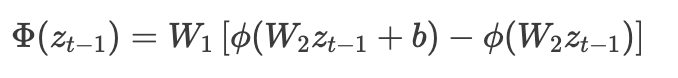 Φ(z_{t−1}) = W_1 [ϕ(W_2 z_{t−1} + b) − ϕ(W_2 z_{t−1})]